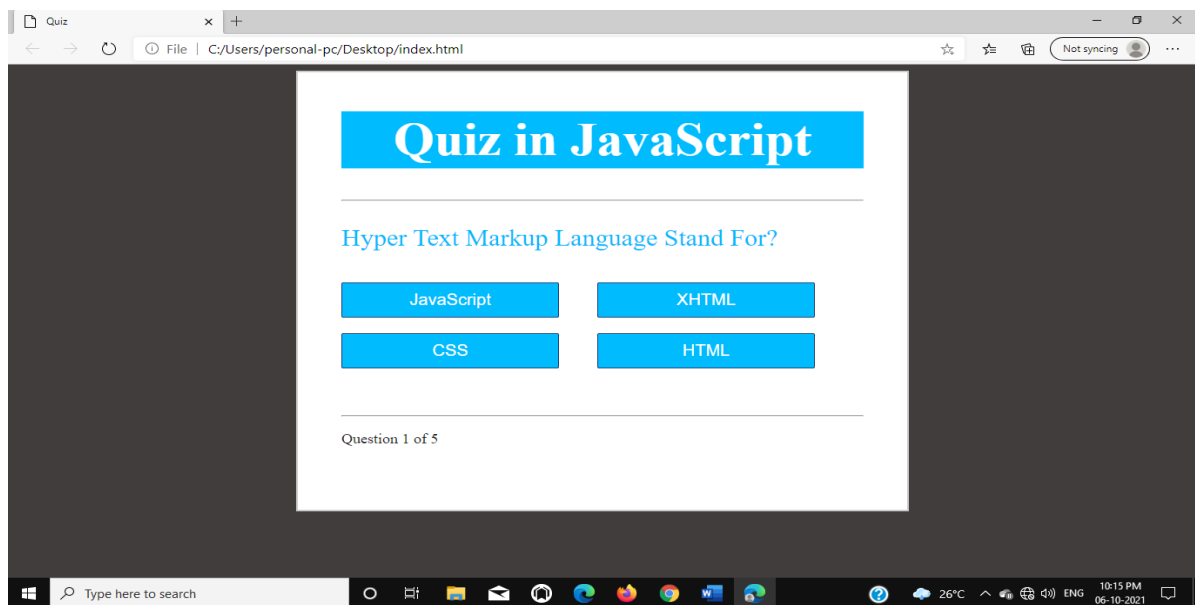 Quiz
File | C:/Users/personal-pc/Desktop/index.html
Not syncing
Quiz in JavaScript
Hyper Text Markup Language Stand For?
JavaScript XHTML
CSS HTML
Question 1 of 5
Type here to search
26°C ENG 10:15 PM
06-10-2021